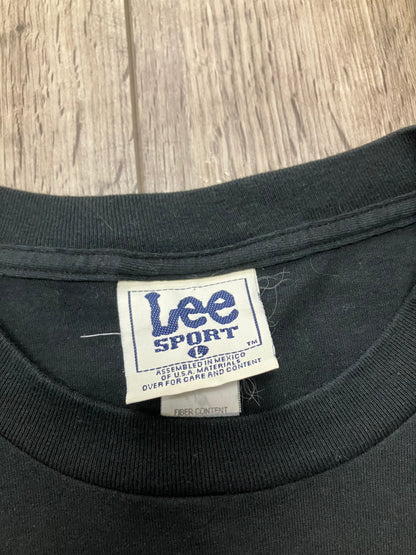 Lee
SPORT
L ™
ASSEMBLED IN MEXICO
OF U.S.A. MATERIALS
OVER FOR CARE AND CONTENT
FIBER CONTENT